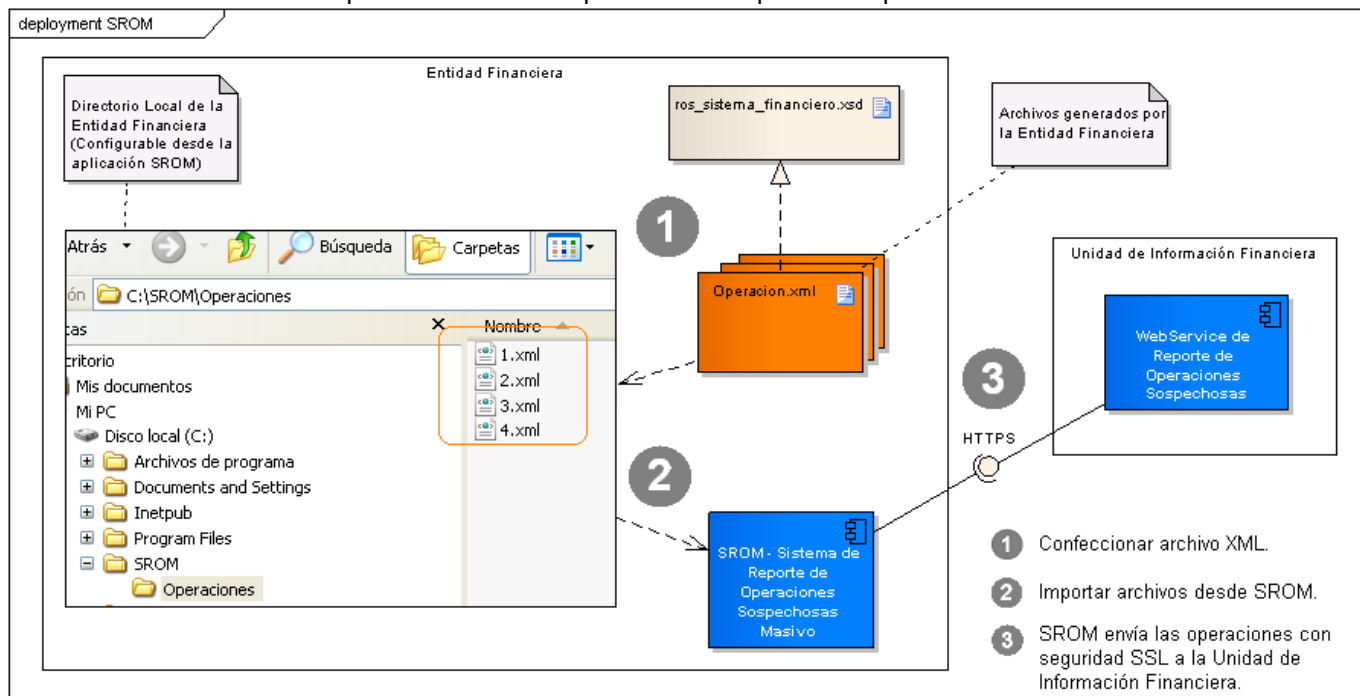 deployment SROM
Entidad Financiera
Directorio Local de la
Entidad Financiera
(Configurable desde la
aplicación SROM)
ros_sistema_financiero.xsd
Archivos generados por
la Entidad Financiera
1
Atrás
Búsqueda
Carpetas
ón
C:\SROM\Operaciones
tas
X
Nombre
critorio
Mis documentos
Mi PC
Disco local (C:)
Archivos de programa
Documents and Settings
Inetpub
Program Files
SROM
Operaciones
1.xml
2.xml
3.xml
4.xml
Operacion.xml
2
SROM - Sistema de
Reporte de
Operaciones
Sospechosas
Masivo
3
HTTPS
Unidad de Información Financiera
WebService de
Reporte de
Operaciones
Sospechosas
1 Confeccionar archivo XML.
2 Importar archivos desde SROM.
3 SROM envía las operaciones con
seguridad SSL a la Unidad de
Información Financiera.